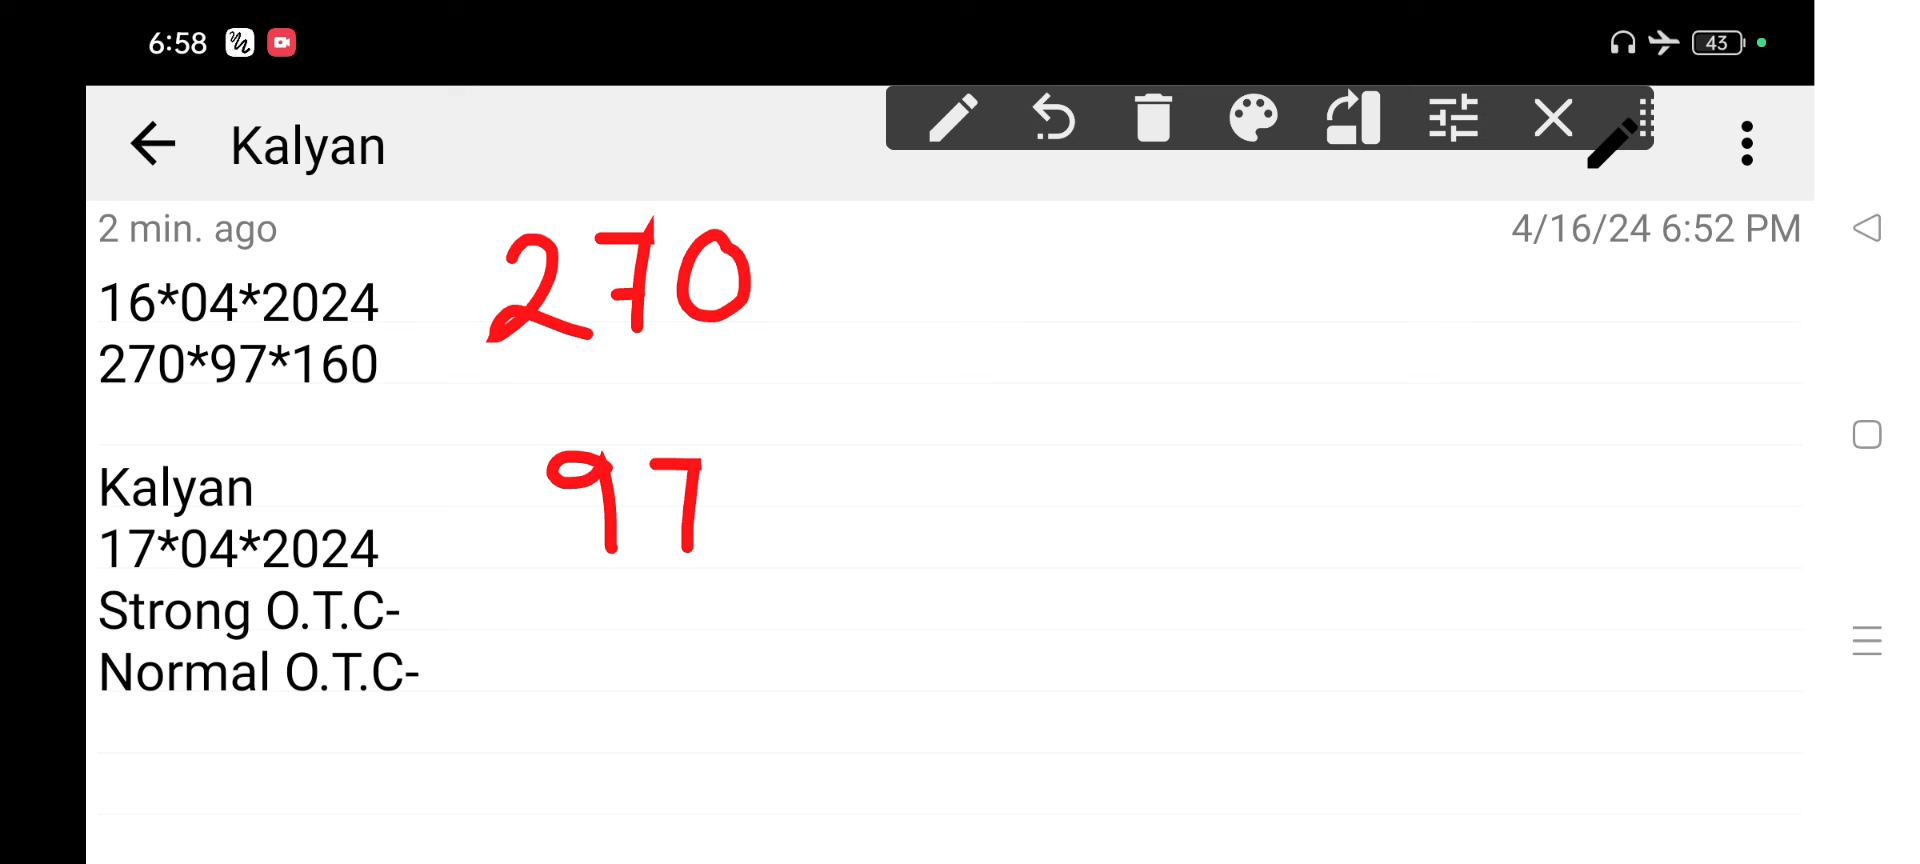 6:58
43
Kalyan
2 min. ago
4/16/24 6:52 PM
16*04*2024
270
270*97*160
Kalyan
97
17*04*2024
Strong O.T.C-
Normal O.T.C-